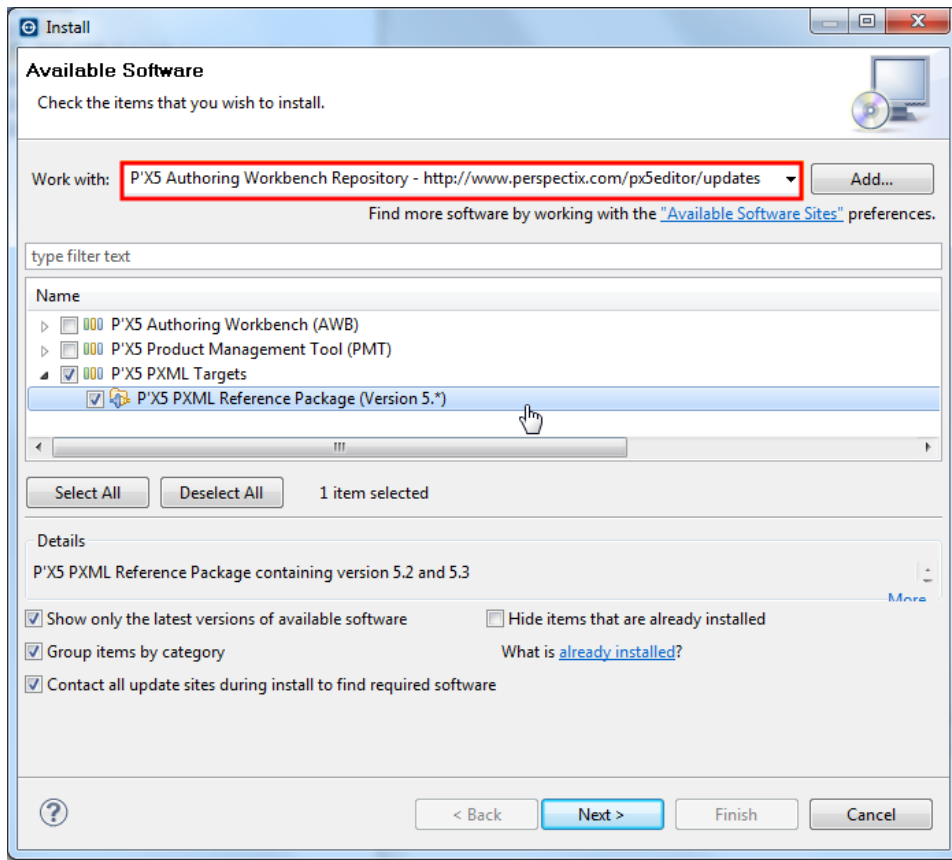 Install
Available Software
Check the items that you wish to install.
Work with: P'X5 Authoring Workbench Repository - http://www.perspectix.com/px5editor/updates Add...
Find more software by working with the "Available Software Sites" preferences.
type filter text
Name
P'X5 Authoring Workbench (AWB)
P'X5 Product Management Tool (PMT)
P'X5 PXML Targets
P'X5 PXML Reference Package (Version 5.*)
Select All Deselect All 1 item selected
Details
P'X5 PXML Reference Package containing version 5.2 and 5.3
More
Show only the latest versions of available software Hide items that are already installed
Group items by category What is already installed?
Contact all update sites during install to find required software
? < Back Next > Finish Cancel